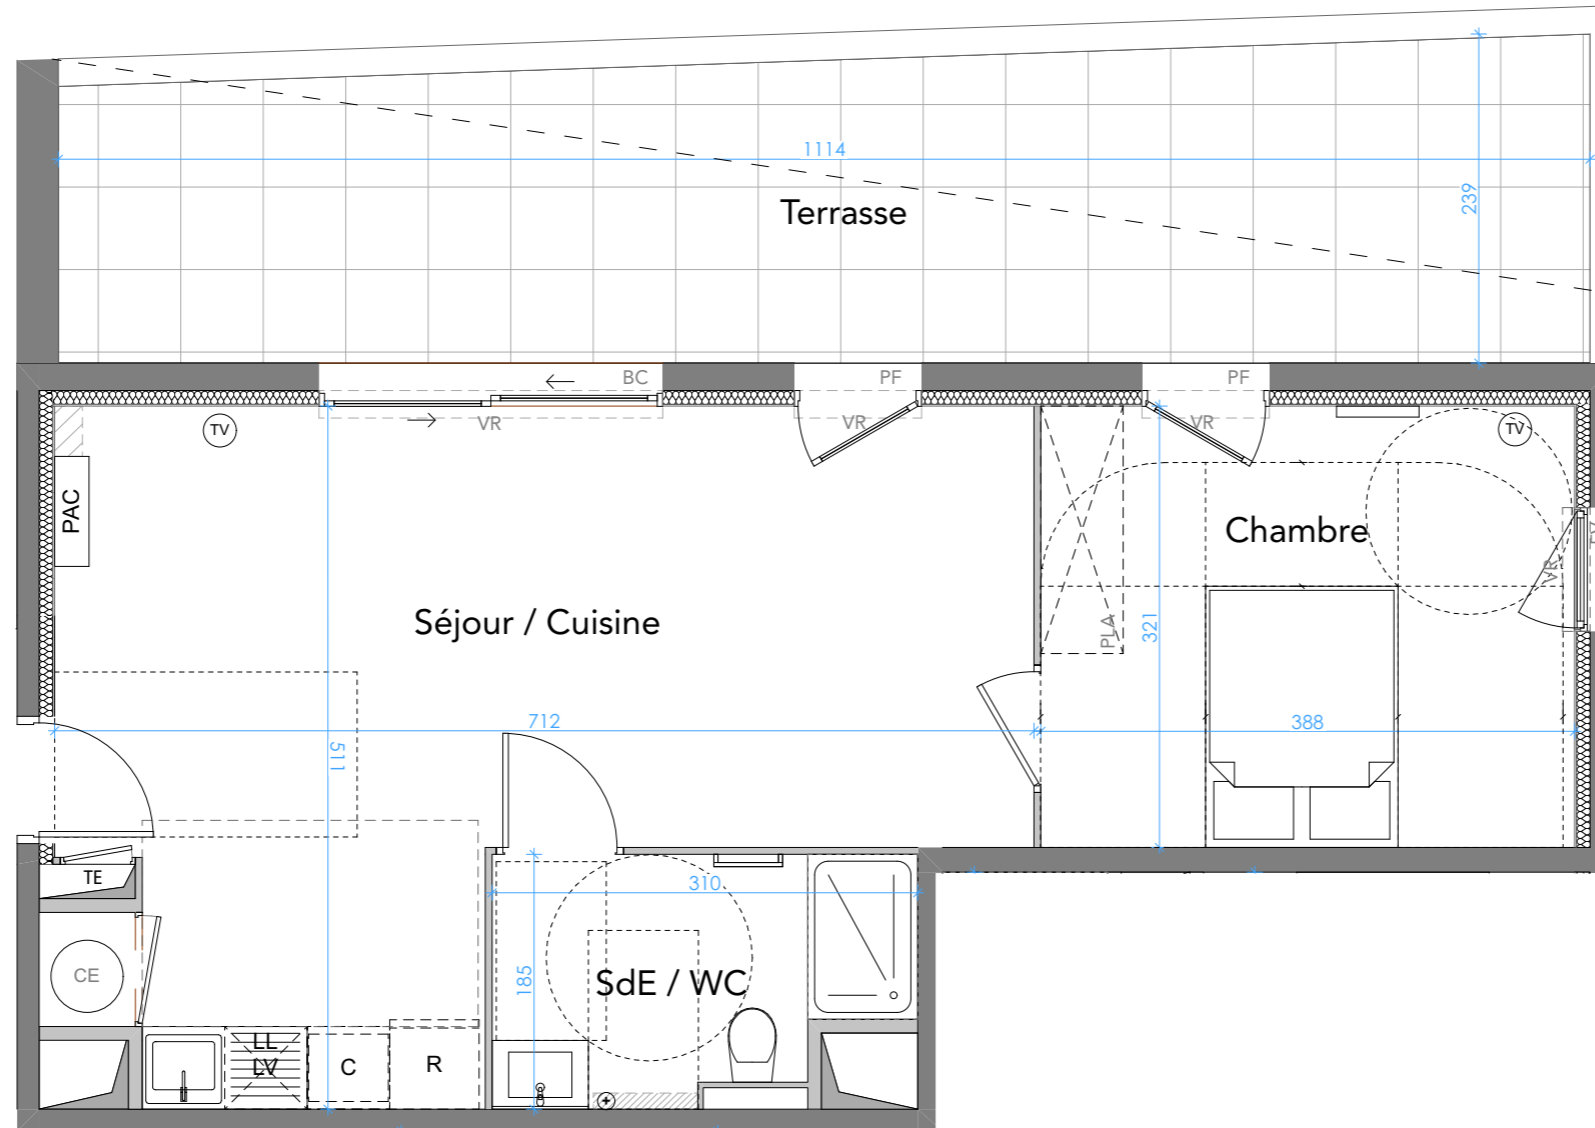 1114
239
Terrasse
BC
PF
PF
VR
VR
VR
TV
TV
PAC
Chambre
VR
PLA
321
Séjour / Cuisine
712
388
511
TE
310
CE
185
SdE / WC
LL
LV
C
R